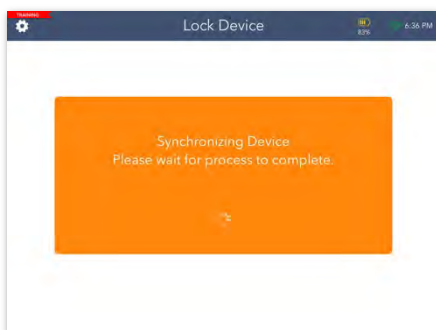 TRAINING
Lock Device
83%
6:36 PM
Synchronizing Device
Please wait for process to complete.